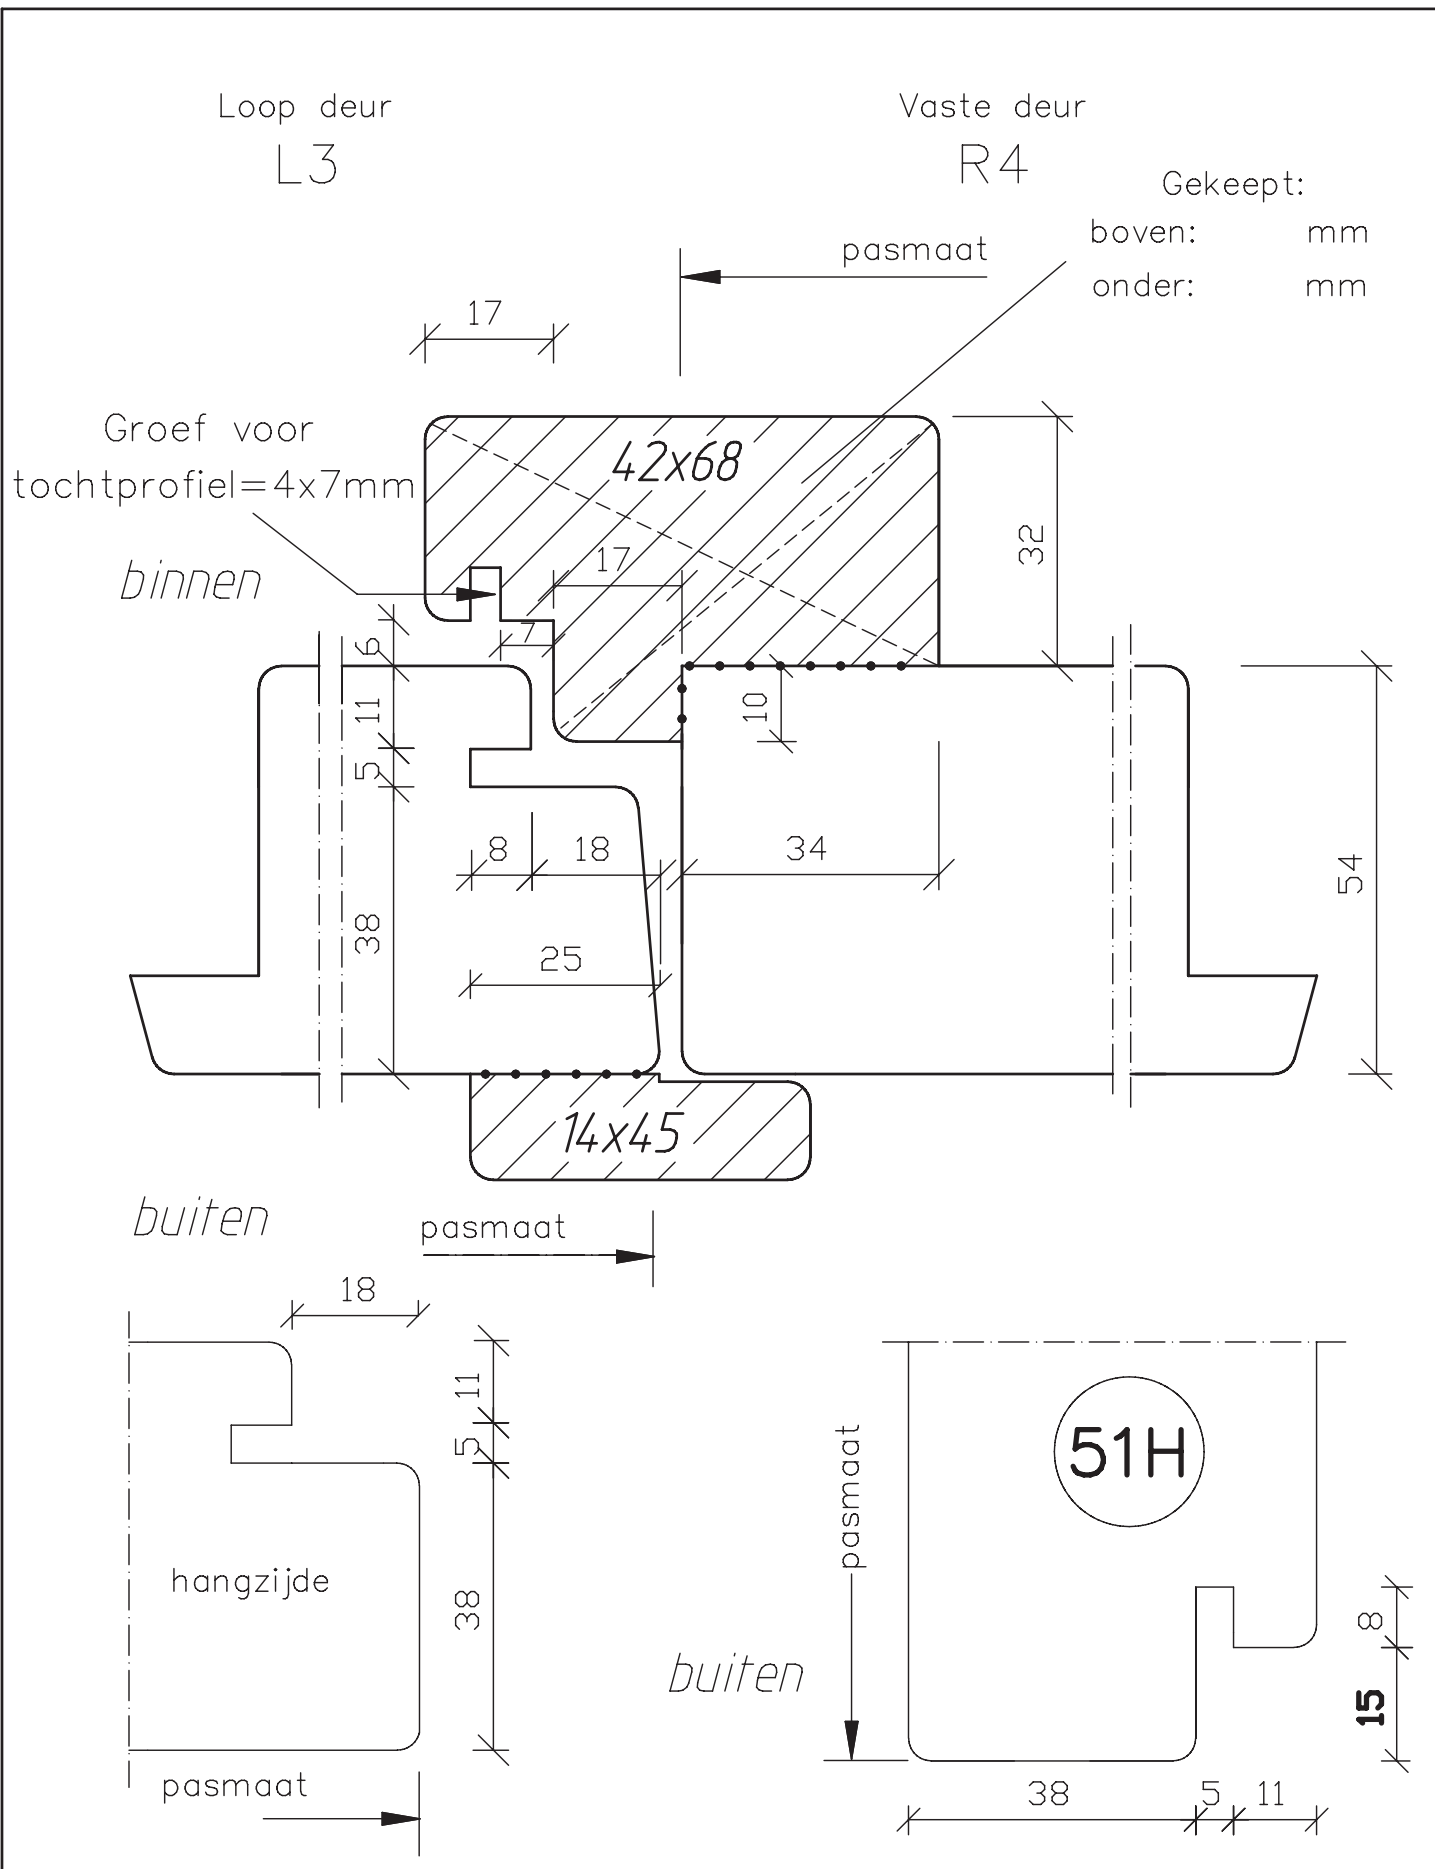 Loop deur
L3
Vaste deur
R4
Gekeept:
boven: mm
onder: mm
pasmaat
17
Groef voor
tochtprofiel=4x7mm
42x68
32
binnen
17
7
6
11
10
5
8
18
34
54
38
25
14x45
buiten
pasmaat
18
11
5
38
hangzijde
pasmaat
51H
pasmaat
buiten
8
15
38
5
11